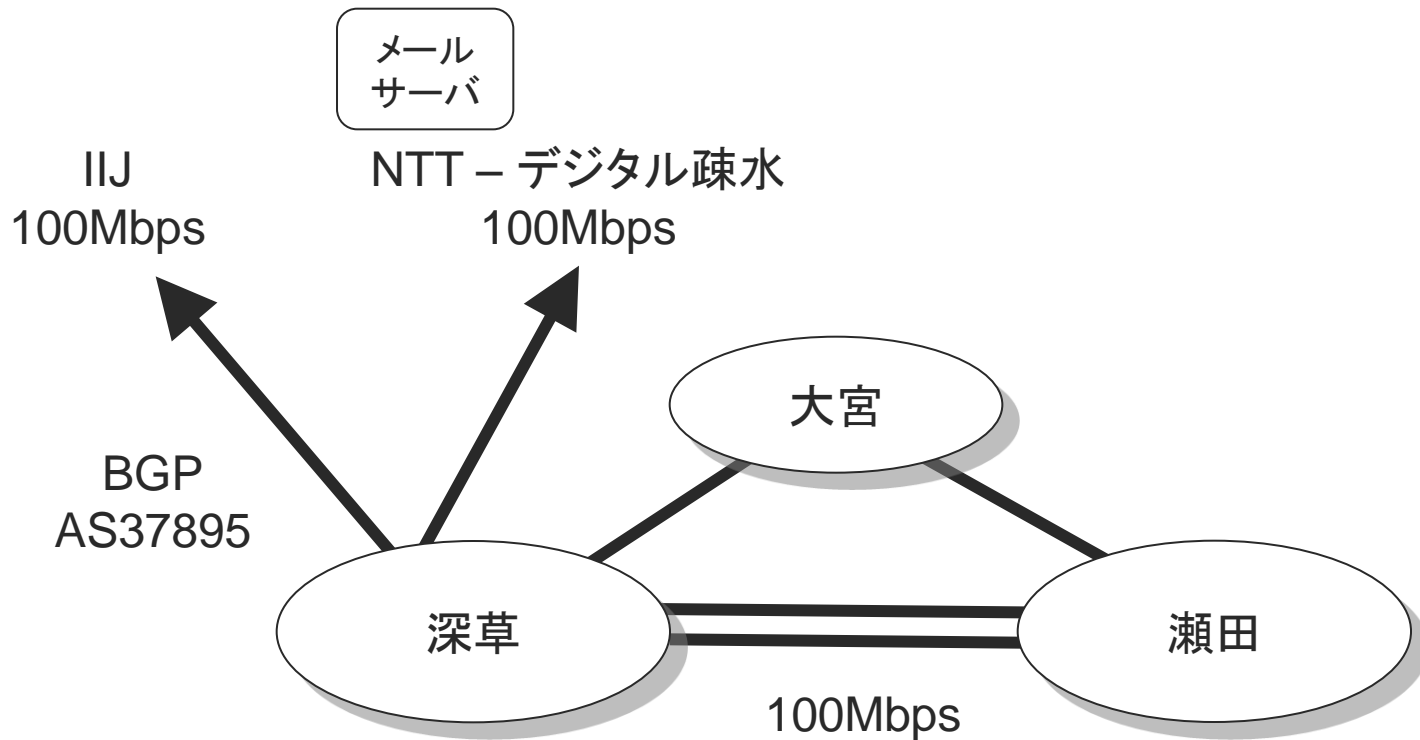 メール
サーバ
IIJ
100Mbps
NTT – デジタル疎水
100Mbps
大宮
BGP
AS37895
深草
瀬田
100Mbps